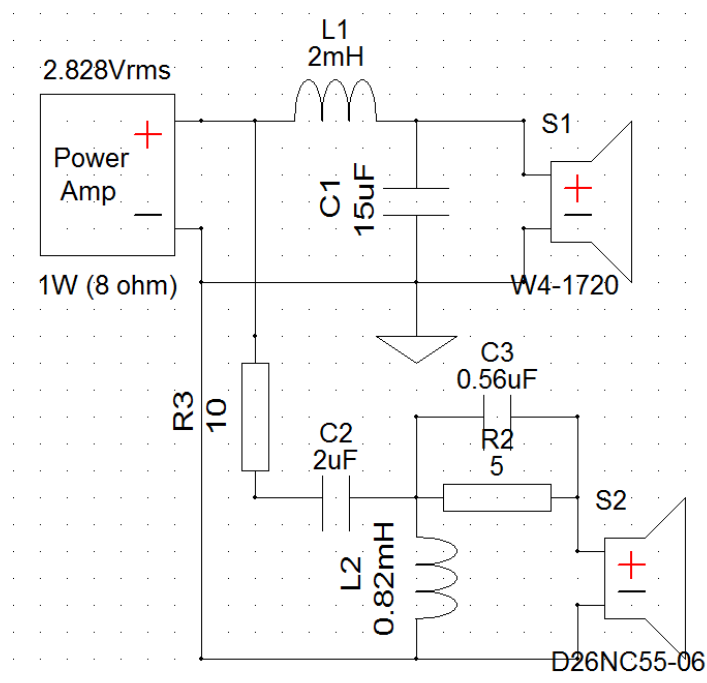 L1
2mH
2.828Vrms
S1
+
Power
Amp
−
C1
15uF
+
−
1W (8 ohm)
W4-1720
C3
0.56uF
R3
10
R2
5
C2
2uF
S2
L2
0.82mH
+
−
D26NC55-06